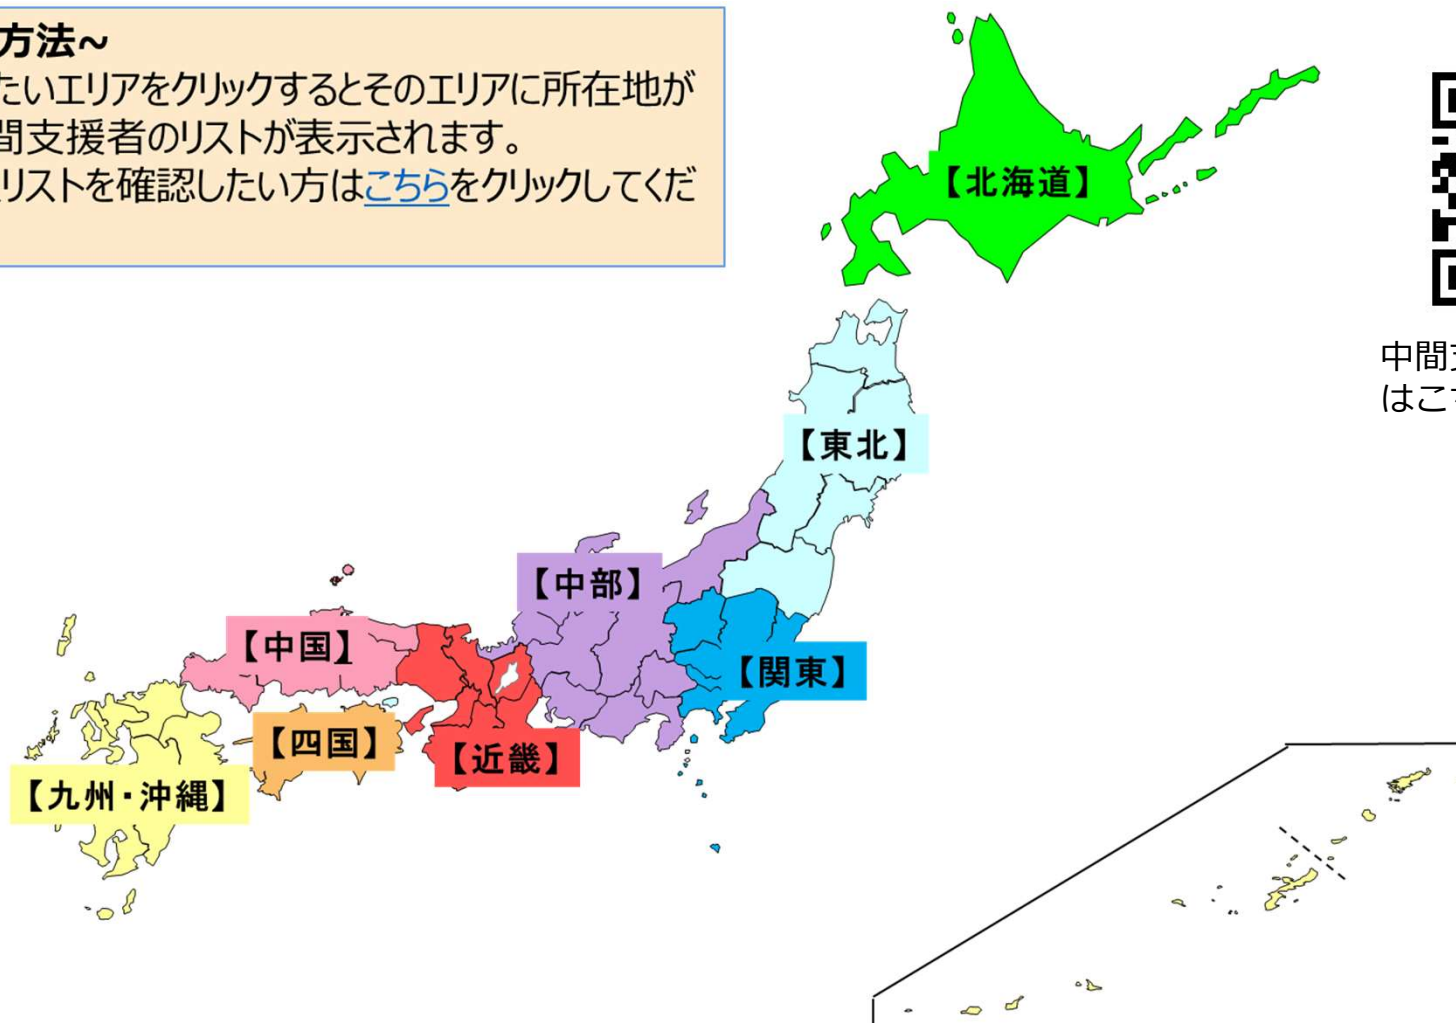 方法~
たいエリアをクリックするとそのエリアに所在地が
間支援者のリストが表示されます。
リストを確認したい方はこちらをクリックしてくだ
【北海道】
中間
はこ
【東北】
【中部】
【中国】
【関東】
【四国】
【近畿】
【九州・沖縄】